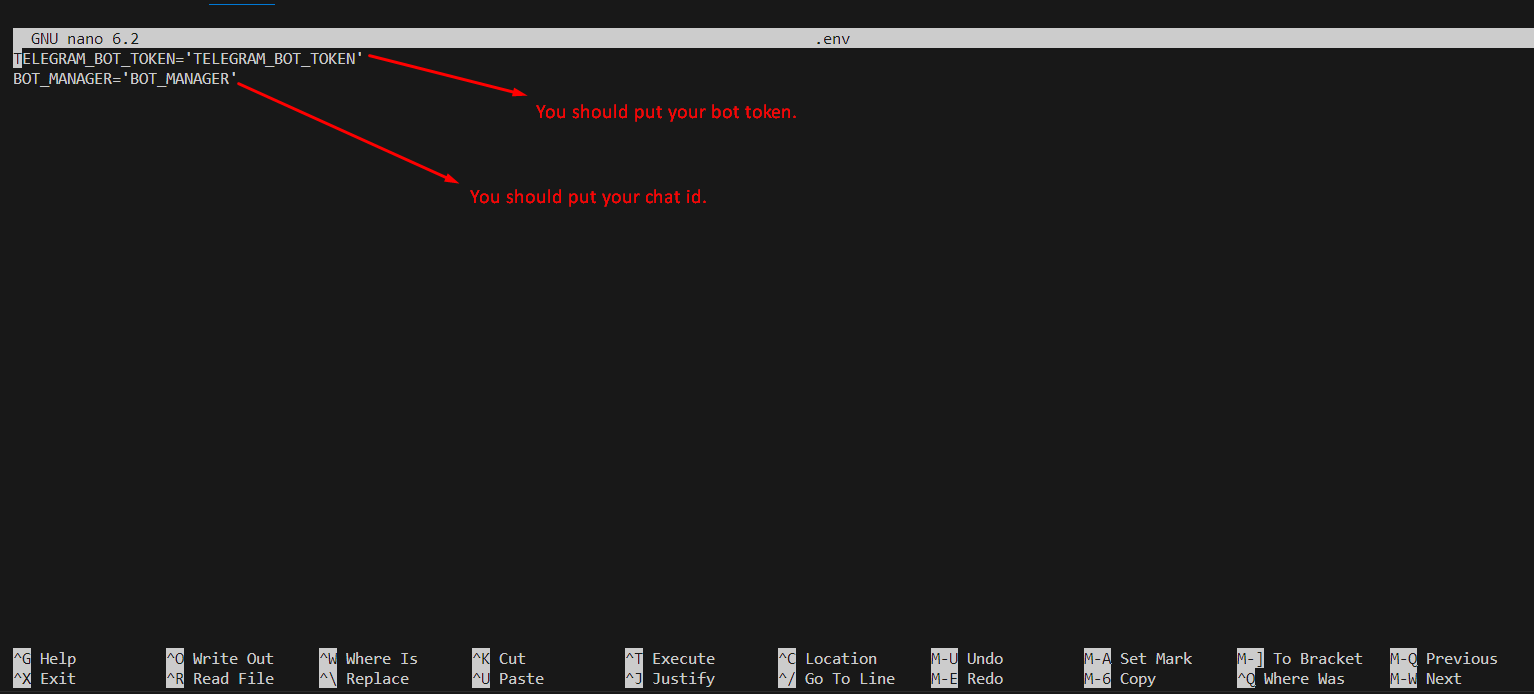 GNU nano 6.2 .env
TELEGRAM_BOT_TOKEN='TELEGRAM_BOT_TOKEN'
BOT_MANAGER='BOT_MANAGER'
You should put your bot token.
You should put your chat id.
^G Help ^O Write Out ^W Where Is ^K Cut ^T Execute ^C Location M-U Undo M-A Set Mark M-] To Bracket M-Q Previous
^X Exit ^R Read File ^\ Replace ^U Paste ^J Justify ^/ Go To Line M-E Redo M-6 Copy ^Q Where Was M-W Next